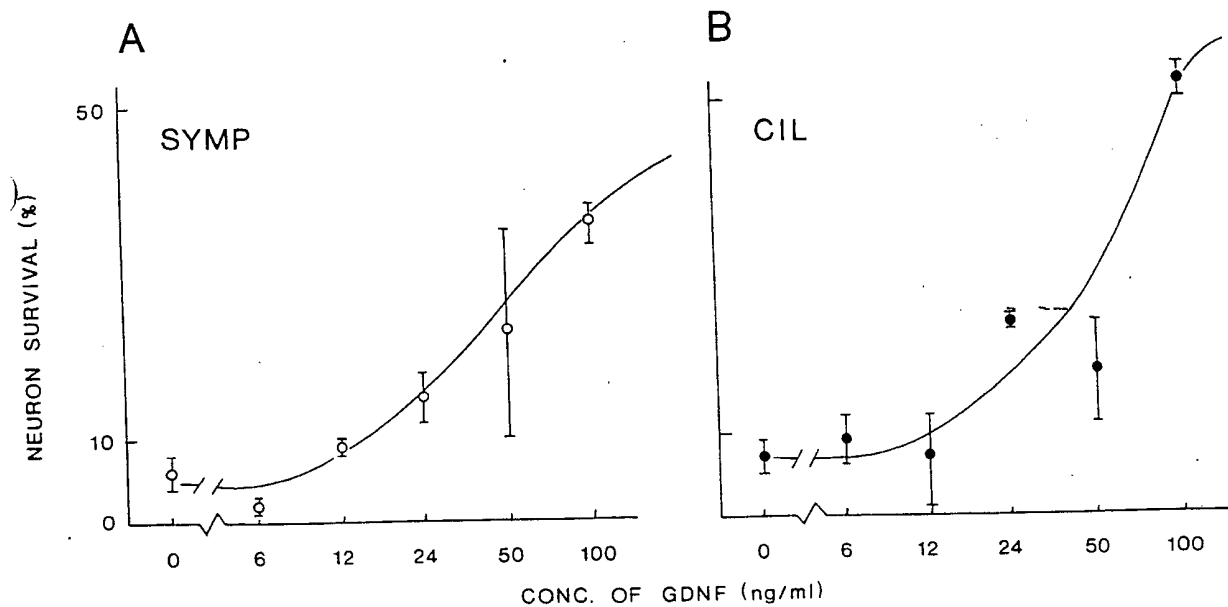 A
B
50
SYMP
CIL
NEURON SURVIVAL (%)
10
0
0 6 12 24 50 100
0 6 12 24 50 100
CONC. OF GDNF (ng/ml)